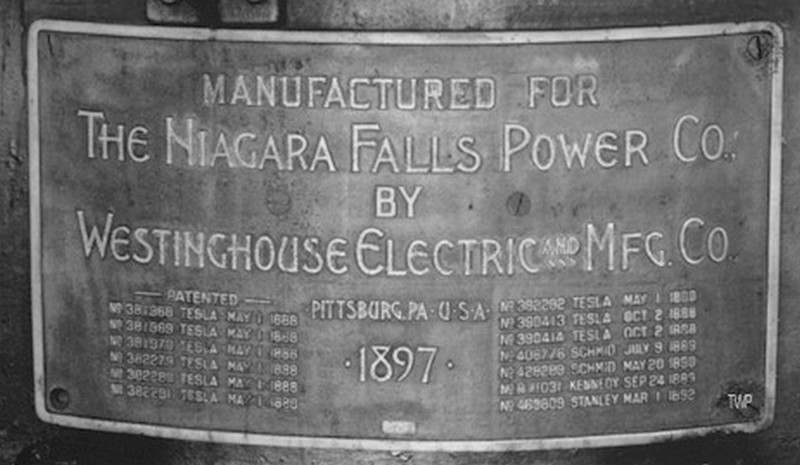 MANUFACTURED FOR
THE NIAGARA FALLS POWER CO.,
BY
WESTINGHOUSE ELECTRIC AND MFG. CO.
PATENTED
Nº 381968 TESLA MAY 1 1888
Nº 381969 TESLA MAY 1 1888
Nº 381970 TESLA MAY 1 1888
Nº 382279 TESLA MAY 1 1888
Nº 382280 TESLA MAY 1 1888
Nº 382281 TESLA MAY 1 1888
PITTSBURG, PA · U·S·A·
·1897·
Nº 382282 TESLA MAY 1 1888
Nº 390413 TESLA OCT 2 1888
Nº 390414 TESLA OCT 2 1888
Nº 406776 SCHMID JULY 9 1889
Nº 428289 SCHMID MAY 20 1890
Nº KENNEDY SEP 24 1889
Nº 469809 STANLEY MAR 1 1892
TWP